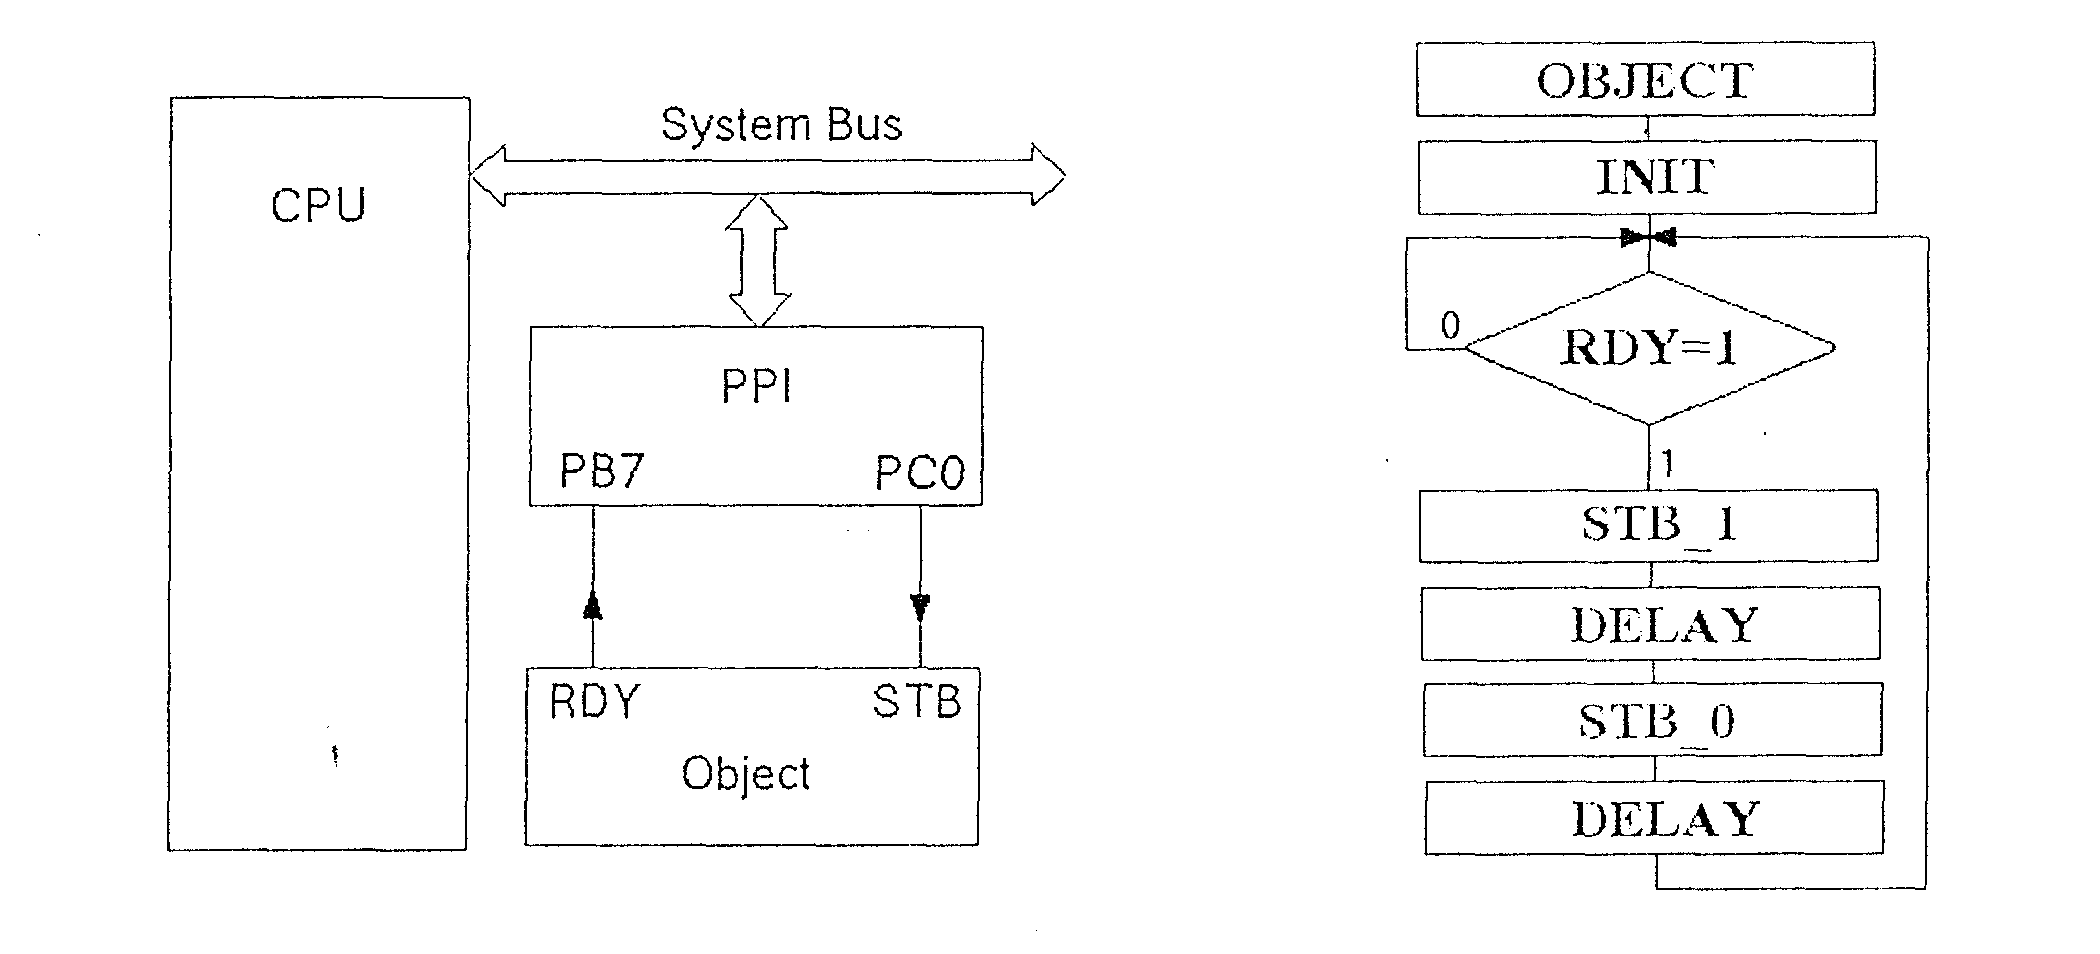 System Bus
CPU
PPI
PB7 PC0
RDY STB
Object
OBJECT
INIT
0
RDY=1
1
STB_1
DELAY
STB_0
DELAY